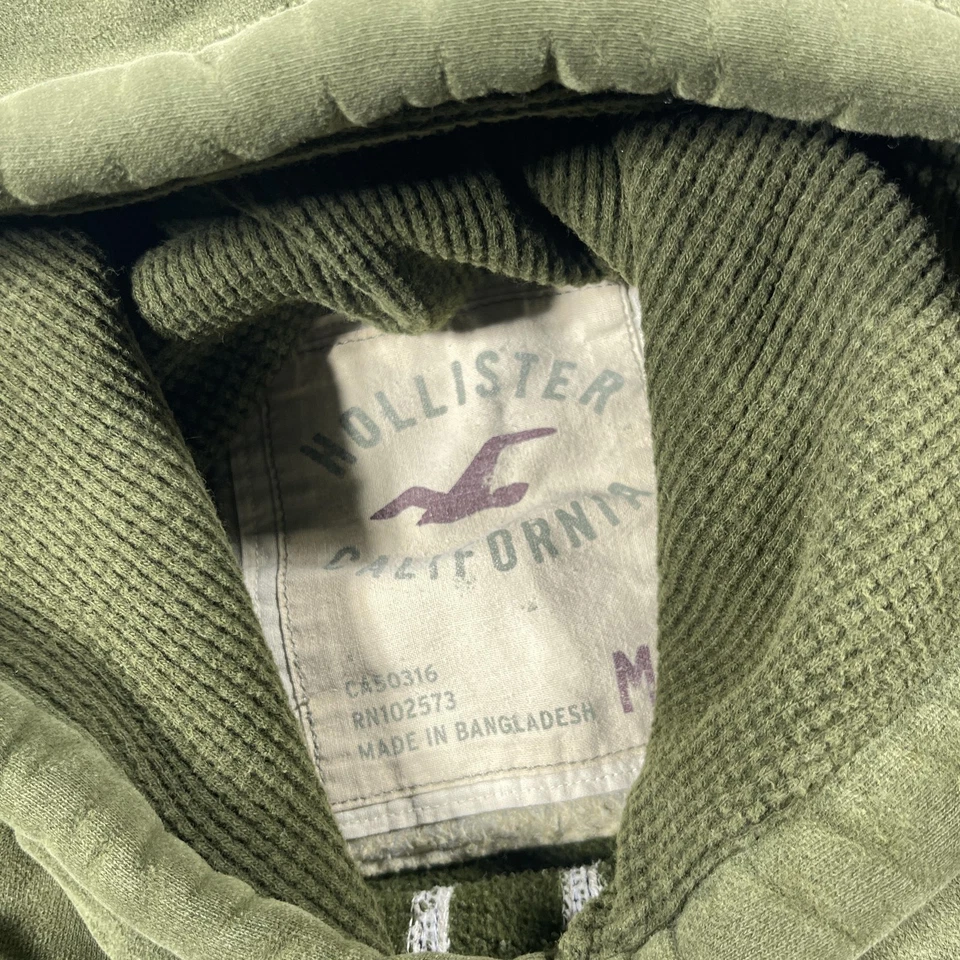 HOLLISTER
CALIFORNIA
M
CA50316
RN102573
MADE IN BANGLADESH